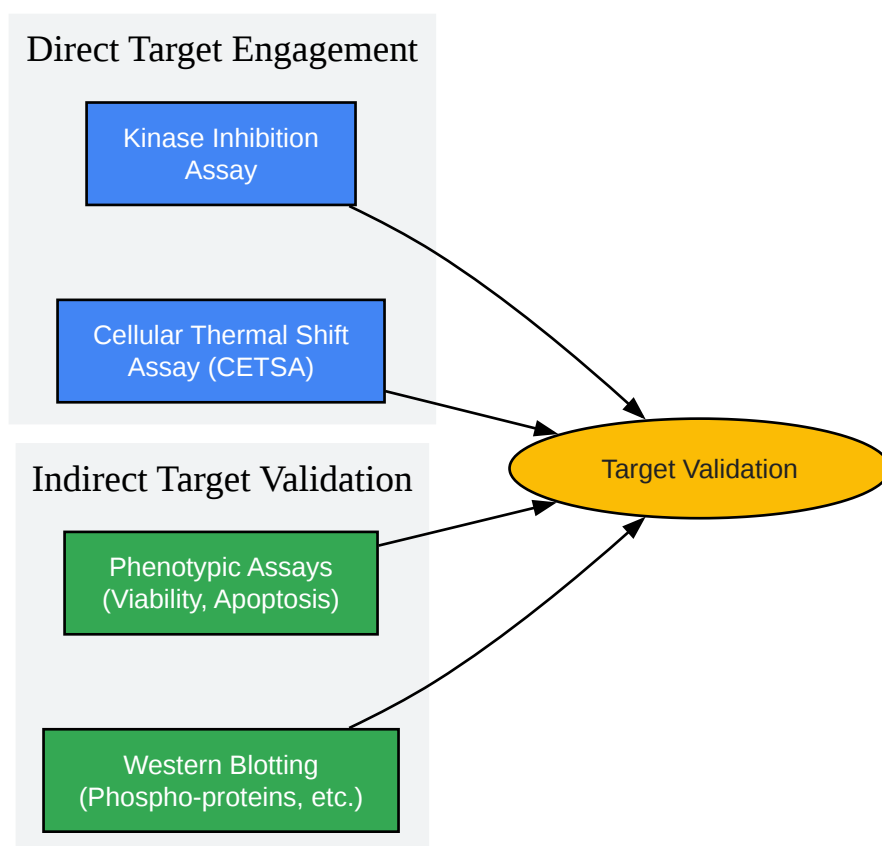 Direct Target Engagement
Kinase Inhibition
Assay
Cellular Thermal Shift
Assay (CETSA)
Indirect Target Validation
Phenotypic Assays
(Viability, Apoptosis)
Western Blotting
(Phospho-proteins, etc.)
Target Validation